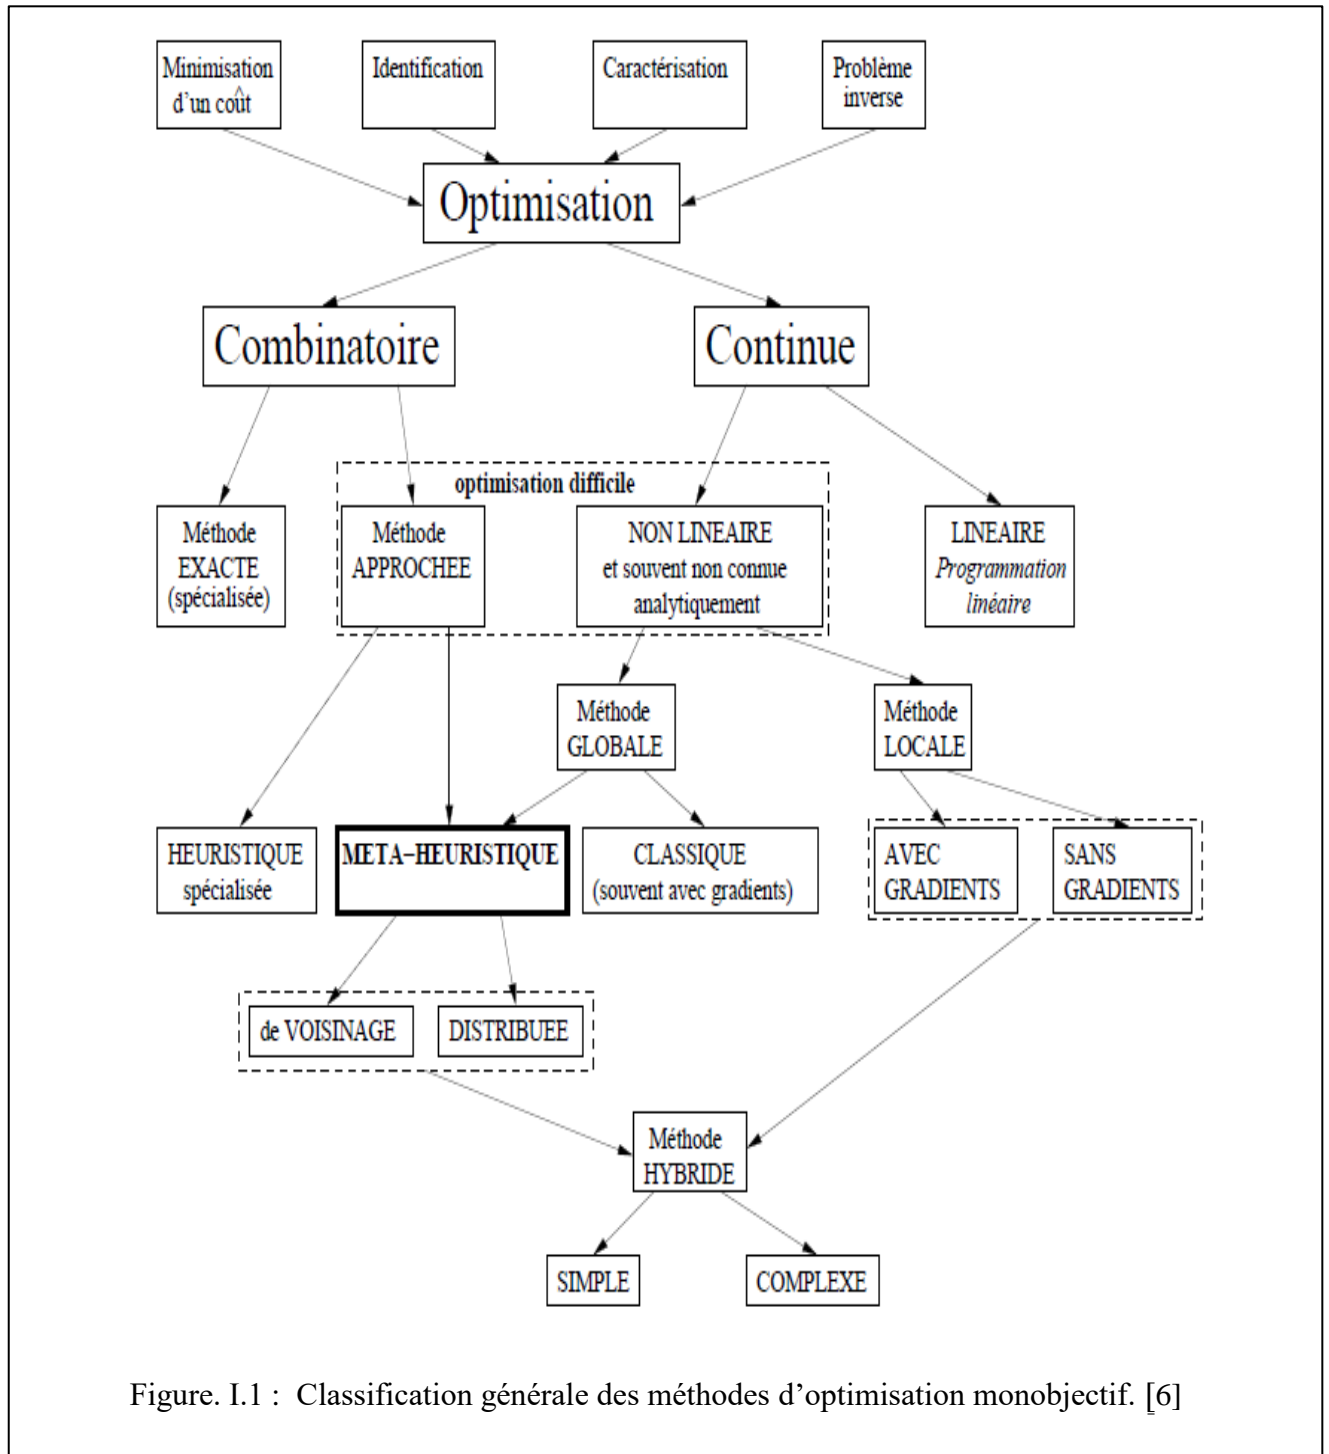 Minimisation
d'un coût
Identification
Caractérisation
Problème
inverse
Optimisation
Combinatoire
Continue
optimisation difficile
Méthode
EXACTE
(spécialisée)
Méthode
APPROCHEE
NON LINEAIRE
et souvent non connue
analytiquement
LINEAIRE
Programmation
linéaire
Méthode
GLOBALE
Méthode
LOCALE
HEURISTIQUE
spécialisée
META–HEURISTIQUE
CLASSIQUE
(souvent avec gradients)
AVEC
GRADIENTS
SANS
GRADIENTS
de VOISINAGE
DISTRIBUEE
Méthode
HYBRIDE
SIMPLE
COMPLEXE
Figure. I.1 : Classification générale des méthodes d'optimisation monobjectif. [6]